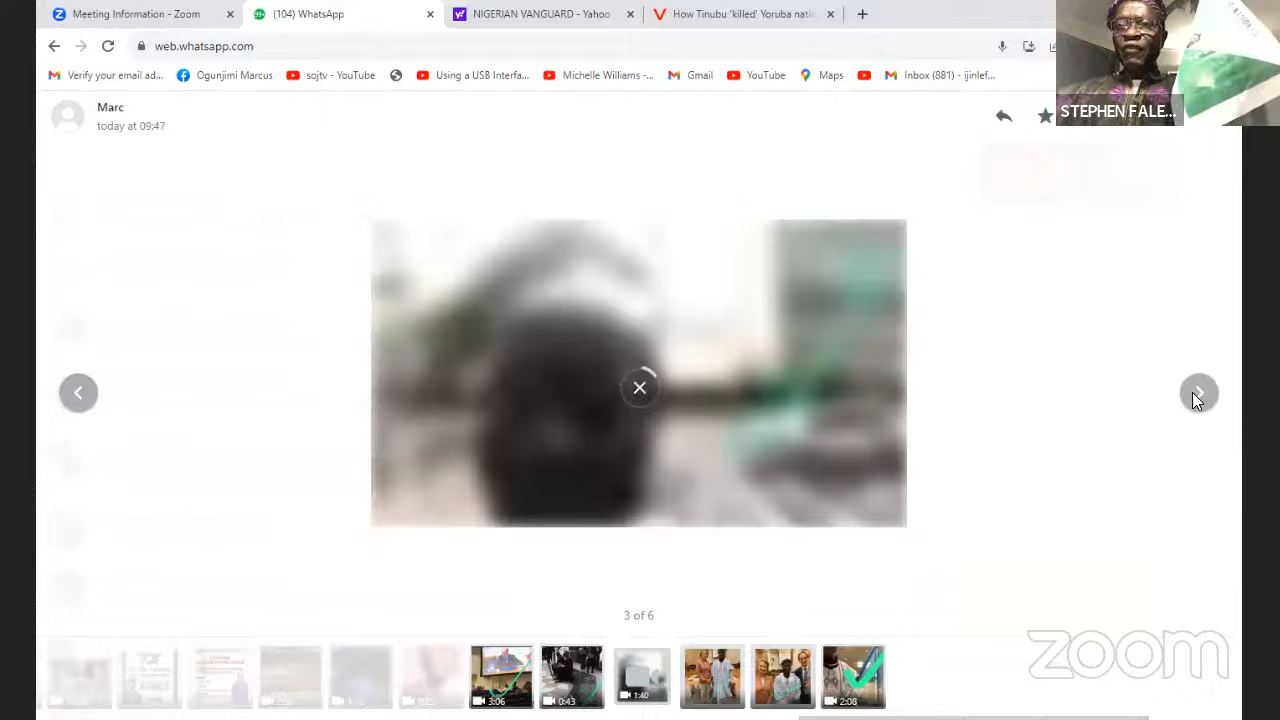 Meeting Information - Zoom
(104) WhatsApp
NIGERIAN VANGUARD - Yahoo
How Tinubu 'killed' Yoruba nati
web.whatsapp.com
Verify your email ad...
Ogunjimi Marcus
sojtv - YouTube
Using a USB Interfa...
Michelle Williams -...
Gmail
YouTube
Maps
Inbox (881) - ijinlef...
STEPHEN FALE...
Marc
today at 09:47
3 of 6
3:06
0:43
1:40
2:08
zoom